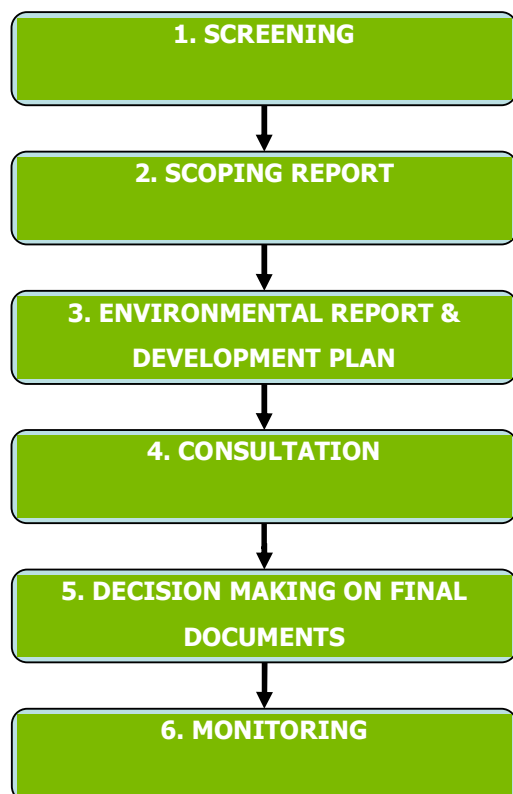 1. SCREENING
2. SCOPING REPORT
3. ENVIRONMENTAL REPORT &
DEVELOPMENT PLAN
4. CONSULTATION
5. DECISION MAKING ON FINAL
DOCUMENTS
6. MONITORING